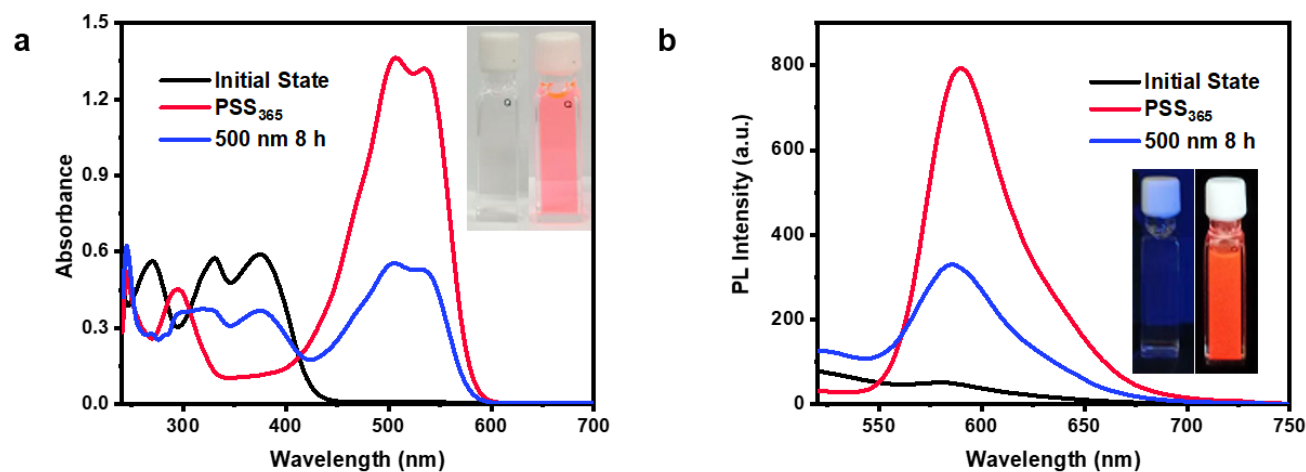 a
1.5
1.2
0.9
0.6
0.3
0.0
Absorbance
Initial State
PSS365
500 nm 8 h
300
400
500
600
700
Wavelength (nm)
b
800
600
400
200
0
PL Intensity (a.u.)
Initial State
PSS365
500 nm 8 h
550
600
650
700
750
Wavelength (nm)